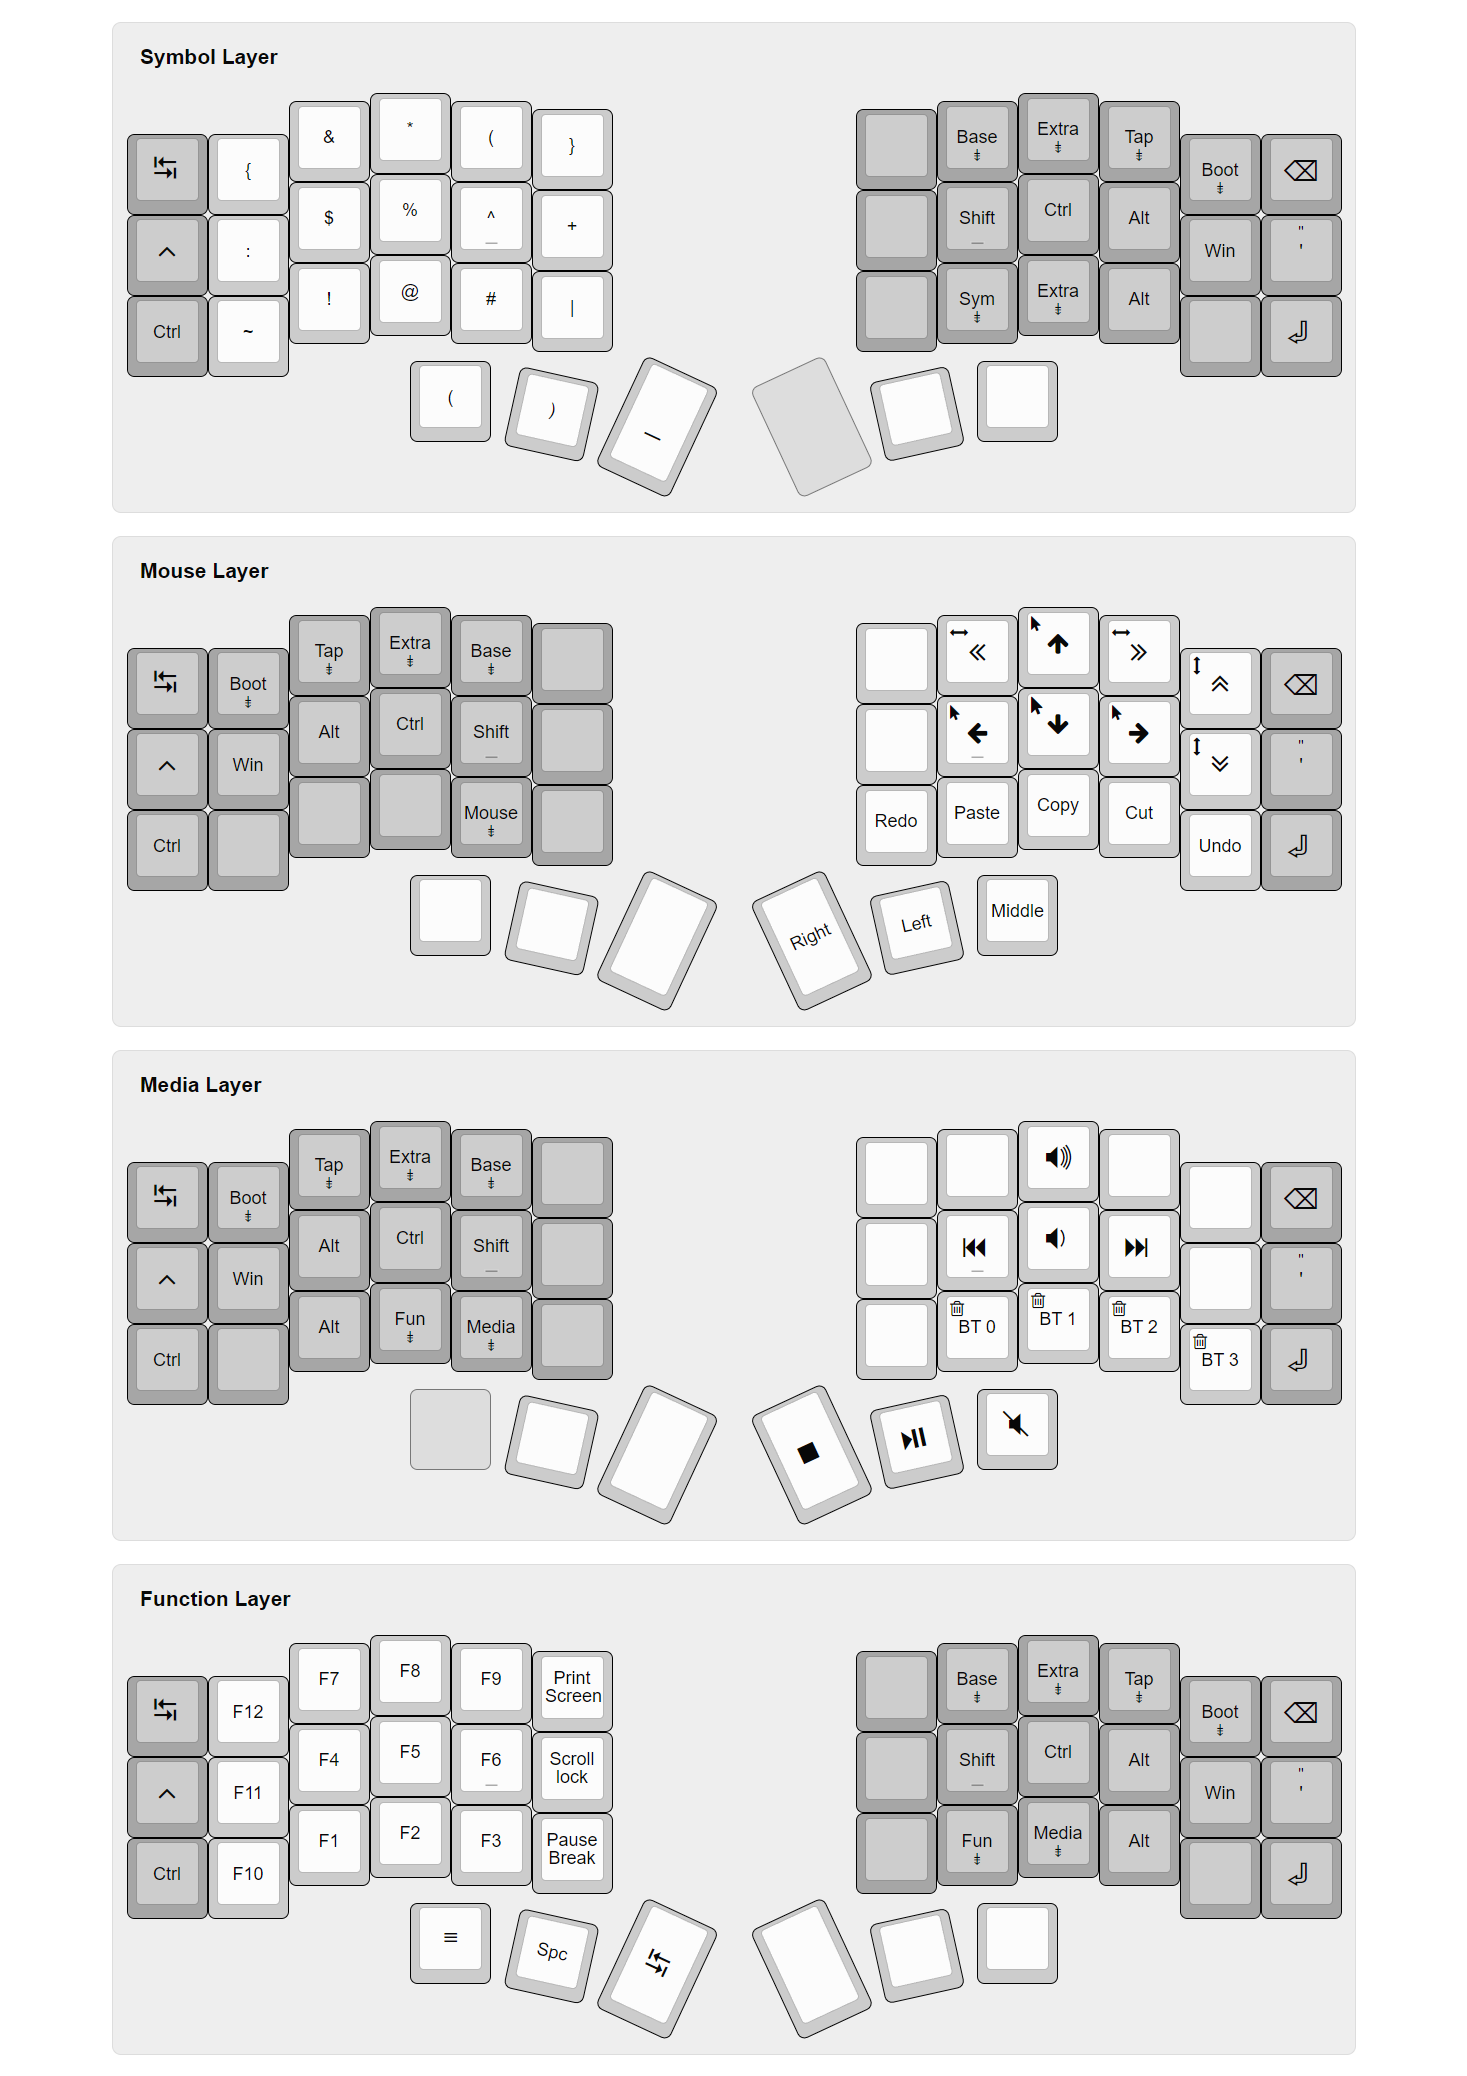 Symbol Layer
{ & * ( }
: $ % ^ +
Ctrl ~ ! @ # |
( ) _
Base Extra Tap Boot
Shift Ctrl Alt Win " '
Sym Extra Alt
Mouse Layer
Boot Tap Extra Base
Win Alt Ctrl Shift
Ctrl Mouse
" '
Redo Paste Copy Cut Undo
Right Left Middle
Media Layer
Boot Tap Extra Base
Win Alt Ctrl Shift
Ctrl Alt Fun Media
" '
BT 0 BT 1 BT 2 BT 3
Function Layer
F12 F7 F8 F9 Print
Screen
F11 F4 F5 F6 Scroll
lock
Ctrl F10 F1 F2 F3 Pause
Break
Spc
Base Extra Tap Boot
Shift Ctrl Alt Win " '
Fun Media Alt